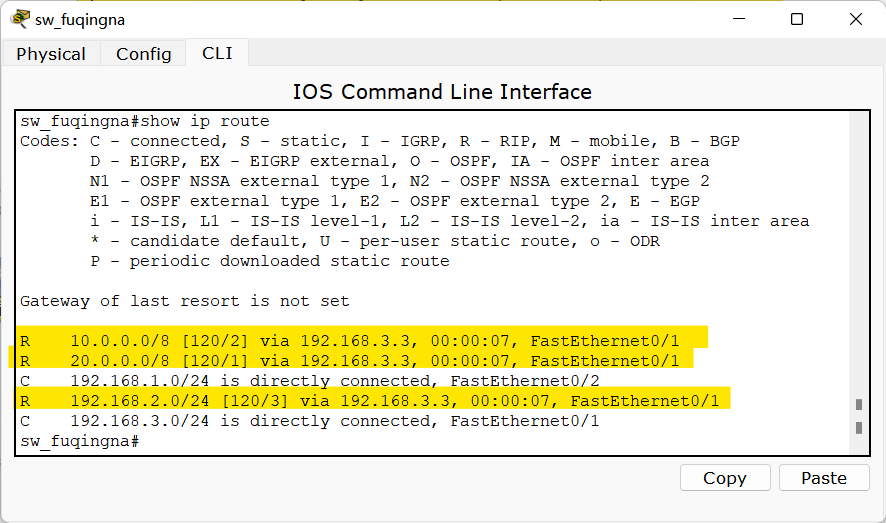 sw_fuqingna
Physical Config CLI
IOS Command Line Interface
sw_fuqingna#show ip route
Codes: C - connected, S - static, I - IGRP, R - RIP, M - mobile, B - BGP
D - EIGRP, EX - EIGRP external, O - OSPF, IA - OSPF inter area
N1 - OSPF NSSA external type 1, N2 - OSPF NSSA external type 2
E1 - OSPF external type 1, E2 - OSPF external type 2, E - EGP
i - IS-IS, L1 - IS-IS level-1, L2 - IS-IS level-2, ia - IS-IS inter area
* - candidate default, U - per-user static route, o - ODR
P - periodic downloaded static route
Gateway of last resort is not set
R 10.0.0.0/8 [120/2] via 192.168.3.3, 00:00:07, FastEthernet0/1
R 20.0.0.0/8 [120/1] via 192.168.3.3, 00:00:07, FastEthernet0/1
C 192.168.1.0/24 is directly connected, FastEthernet0/2
R 192.168.2.0/24 [120/3] via 192.168.3.3, 00:00:07, FastEthernet0/1
C 192.168.3.0/24 is directly connected, FastEthernet0/1
sw_fuqingna#
Copy Paste